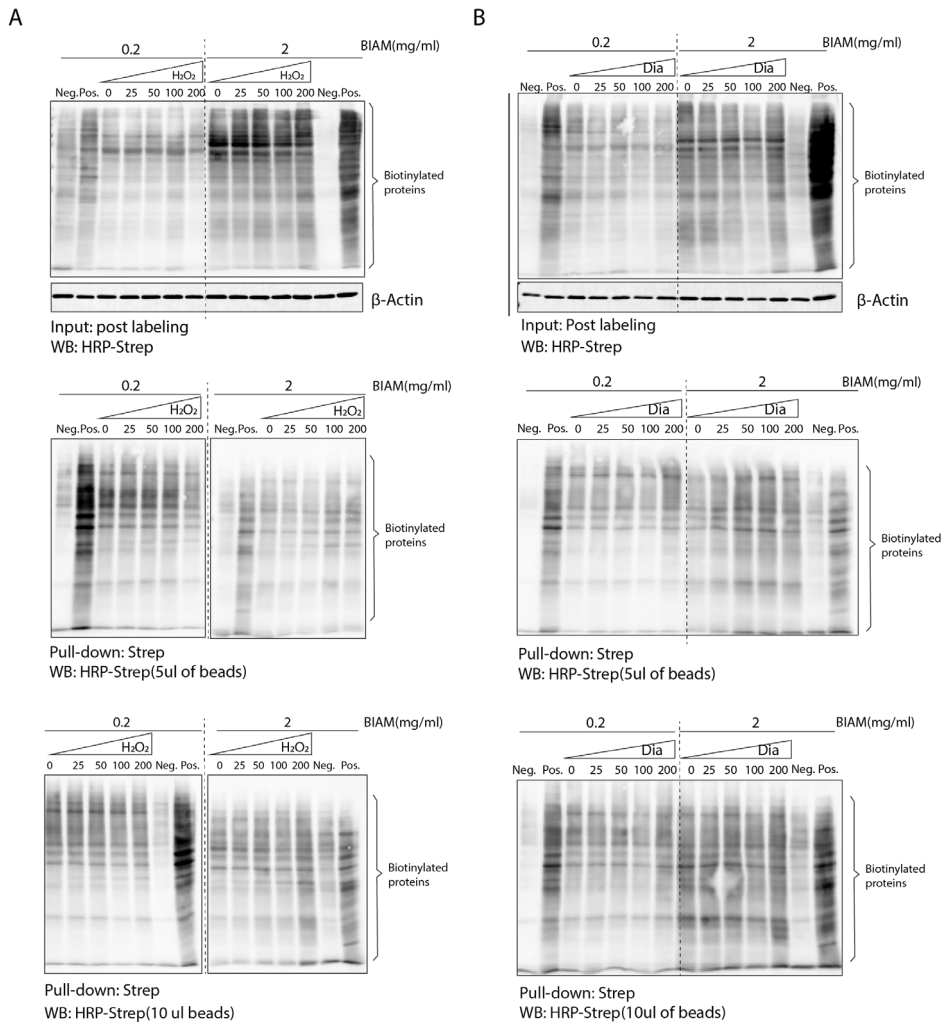 A
0.2 2 BIAM(mg/ml)
H₂O₂ H₂O₂
Neg. Pos. 0 25 50 100 200 0 25 50 100 200 Neg. Pos.
Biotinylated
proteins
β-Actin
Input: post labeling
WB: HRP-Strep
0.2 2 BIAM(mg/ml)
H₂O₂ H₂O₂
Neg. Pos. 0 25 50 100 200 Neg. Pos. 0 25 50 100 200
Biotinylated
proteins
Pull-down: Strep
WB: HRP-Strep(5ul of beads)
0.2 2 BIAM(mg/ml)
H₂O₂ H₂O₂
0 25 50 100 200 Neg. Pos. 0 25 50 100 200 Neg. Pos.
Biotinylated
proteins
Pull-down: Strep
WB: HRP-Strep(10 ul beads)
B
0.2 2 BIAM(mg/ml)
Dia Dia
Neg. Pos. 0 25 50 100 200 0 25 50 100 200 Neg. Pos.
Biotinylated
proteins
β-Actin
Input: Post labeling
WB: HRP-Strep
0.2 2 BIAM(mg/ml)
Dia Dia
Neg. Pos. 0 25 50 100 200 0 25 50 100 200 Neg. Pos.
Biotinylated
proteins
Pull-down: Strep
WB: HRP-Strep(5ul of beads)
0.2 2 BIAM(mg/ml)
Dia Dia
Neg. Pos. 0 25 50 100 200 0 25 50 100 200 Neg. Pos.
Biotinylated
proteins
Pull-down: Strep
WB: HRP-Strep(10ul of beads)